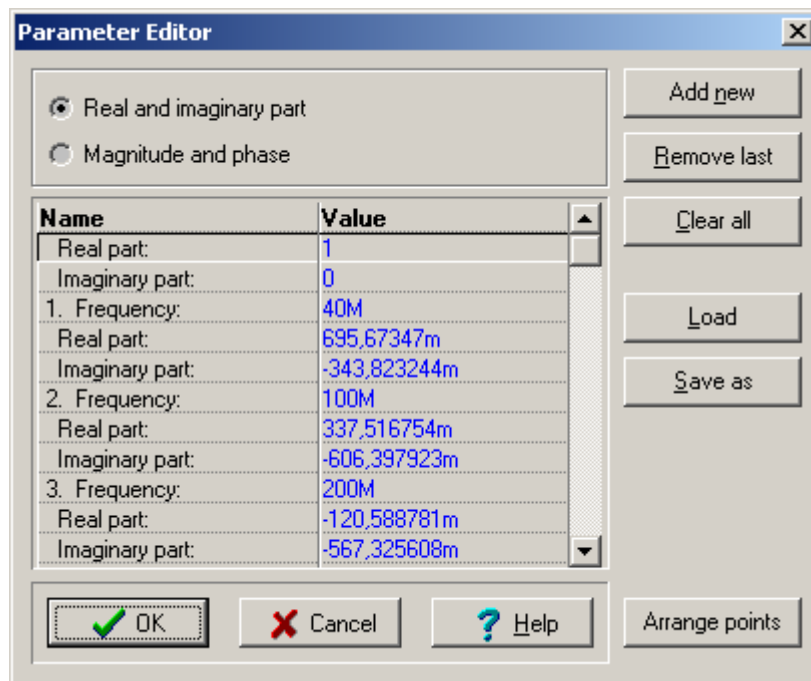 Parameter Editor
Real and imaginary part
Magnitude and phase
Add new
Remove last
Clear all
Load
Save as
Name Value
Real part: 1
Imaginary part: 0
1. Frequency: 40M
Real part: 695,67347m
Imaginary part: -343,823244m
2. Frequency: 100M
Real part: 337,516754m
Imaginary part: -606,397923m
3. Frequency: 200M
Real part: -120,588781m
Imaginary part: -567,325608m
OK Cancel ? Help Arrange points